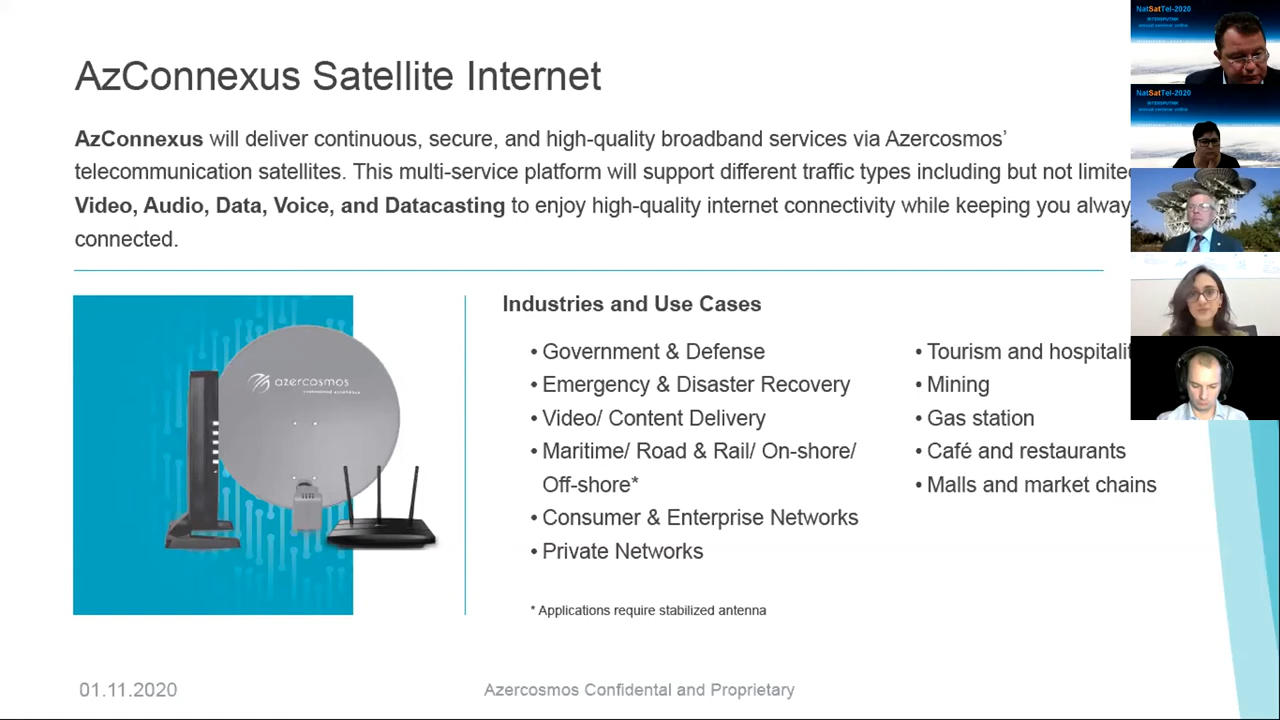 AzConnexus Satellite Internet
AzConnexus will deliver continuous, secure, and high-quality broadband services via Azercosmos’
telecommunication satellites. This multi-service platform will support different traffic types including but not limited
Video, Audio, Data, Voice, and Datacasting to enjoy high-quality internet connectivity while keeping you alway
connected.
azercosmos
Industries and Use Cases
• Government & Defense
• Emergency & Disaster Recovery
• Video/ Content Delivery
• Maritime/ Road & Rail/ On-shore/
Off-shore*
• Consumer & Enterprise Networks
• Private Networks
• Tourism and hospitalit
• Mining
• Gas station
• Café and restaurants
• Malls and market chains
* Applications require stabilized antenna
01.11.2020
Azercosmos Confidental and Proprietary
NatSatTel-2020
INTERSPUTNIK
annual seminar online
NatSatTel-2020
INTERSPUTNIK
annual seminar online